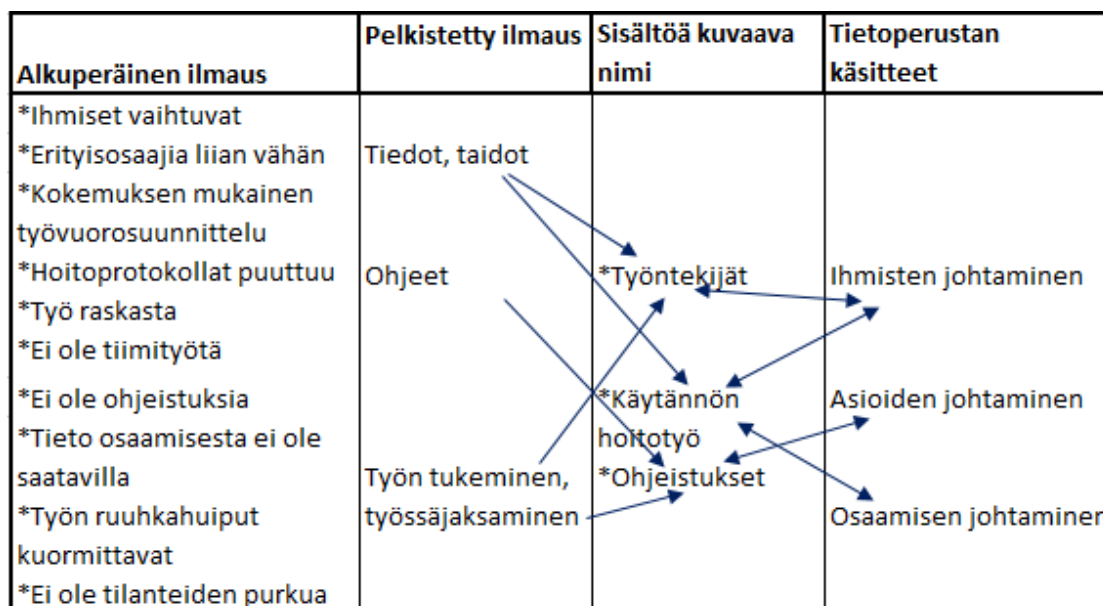 Alkuperäinen ilmaus
Pelkistetty ilmaus
Sisältöä kuvaava
nimi
Tietoperustan
käsitteet
*Ihmiset vaihtuvat
*Erityisosaajia liian vähän
*Kokemuksen mukainen
työvuorosuunnittelu
*Hoitoprotokollat puuttuu
*Työ raskasta
*Ei ole tiimityötä
*Ei ole ohjeistuksia
*Tieto osaamisesta ei ole
saatavilla
*Työn ruuhkahuiput
kuormittavat
*Ei ole tilanteiden purkua
Tiedot, taidot
Ohjeet
Työn tukeminen,
työssäjaksaminen
*Työntekijät
*Käytännön
hoitotyö
*Ohjeistukset
Ihmisten johtaminen
Asioiden johtaminen
Osaamisen johtaminen